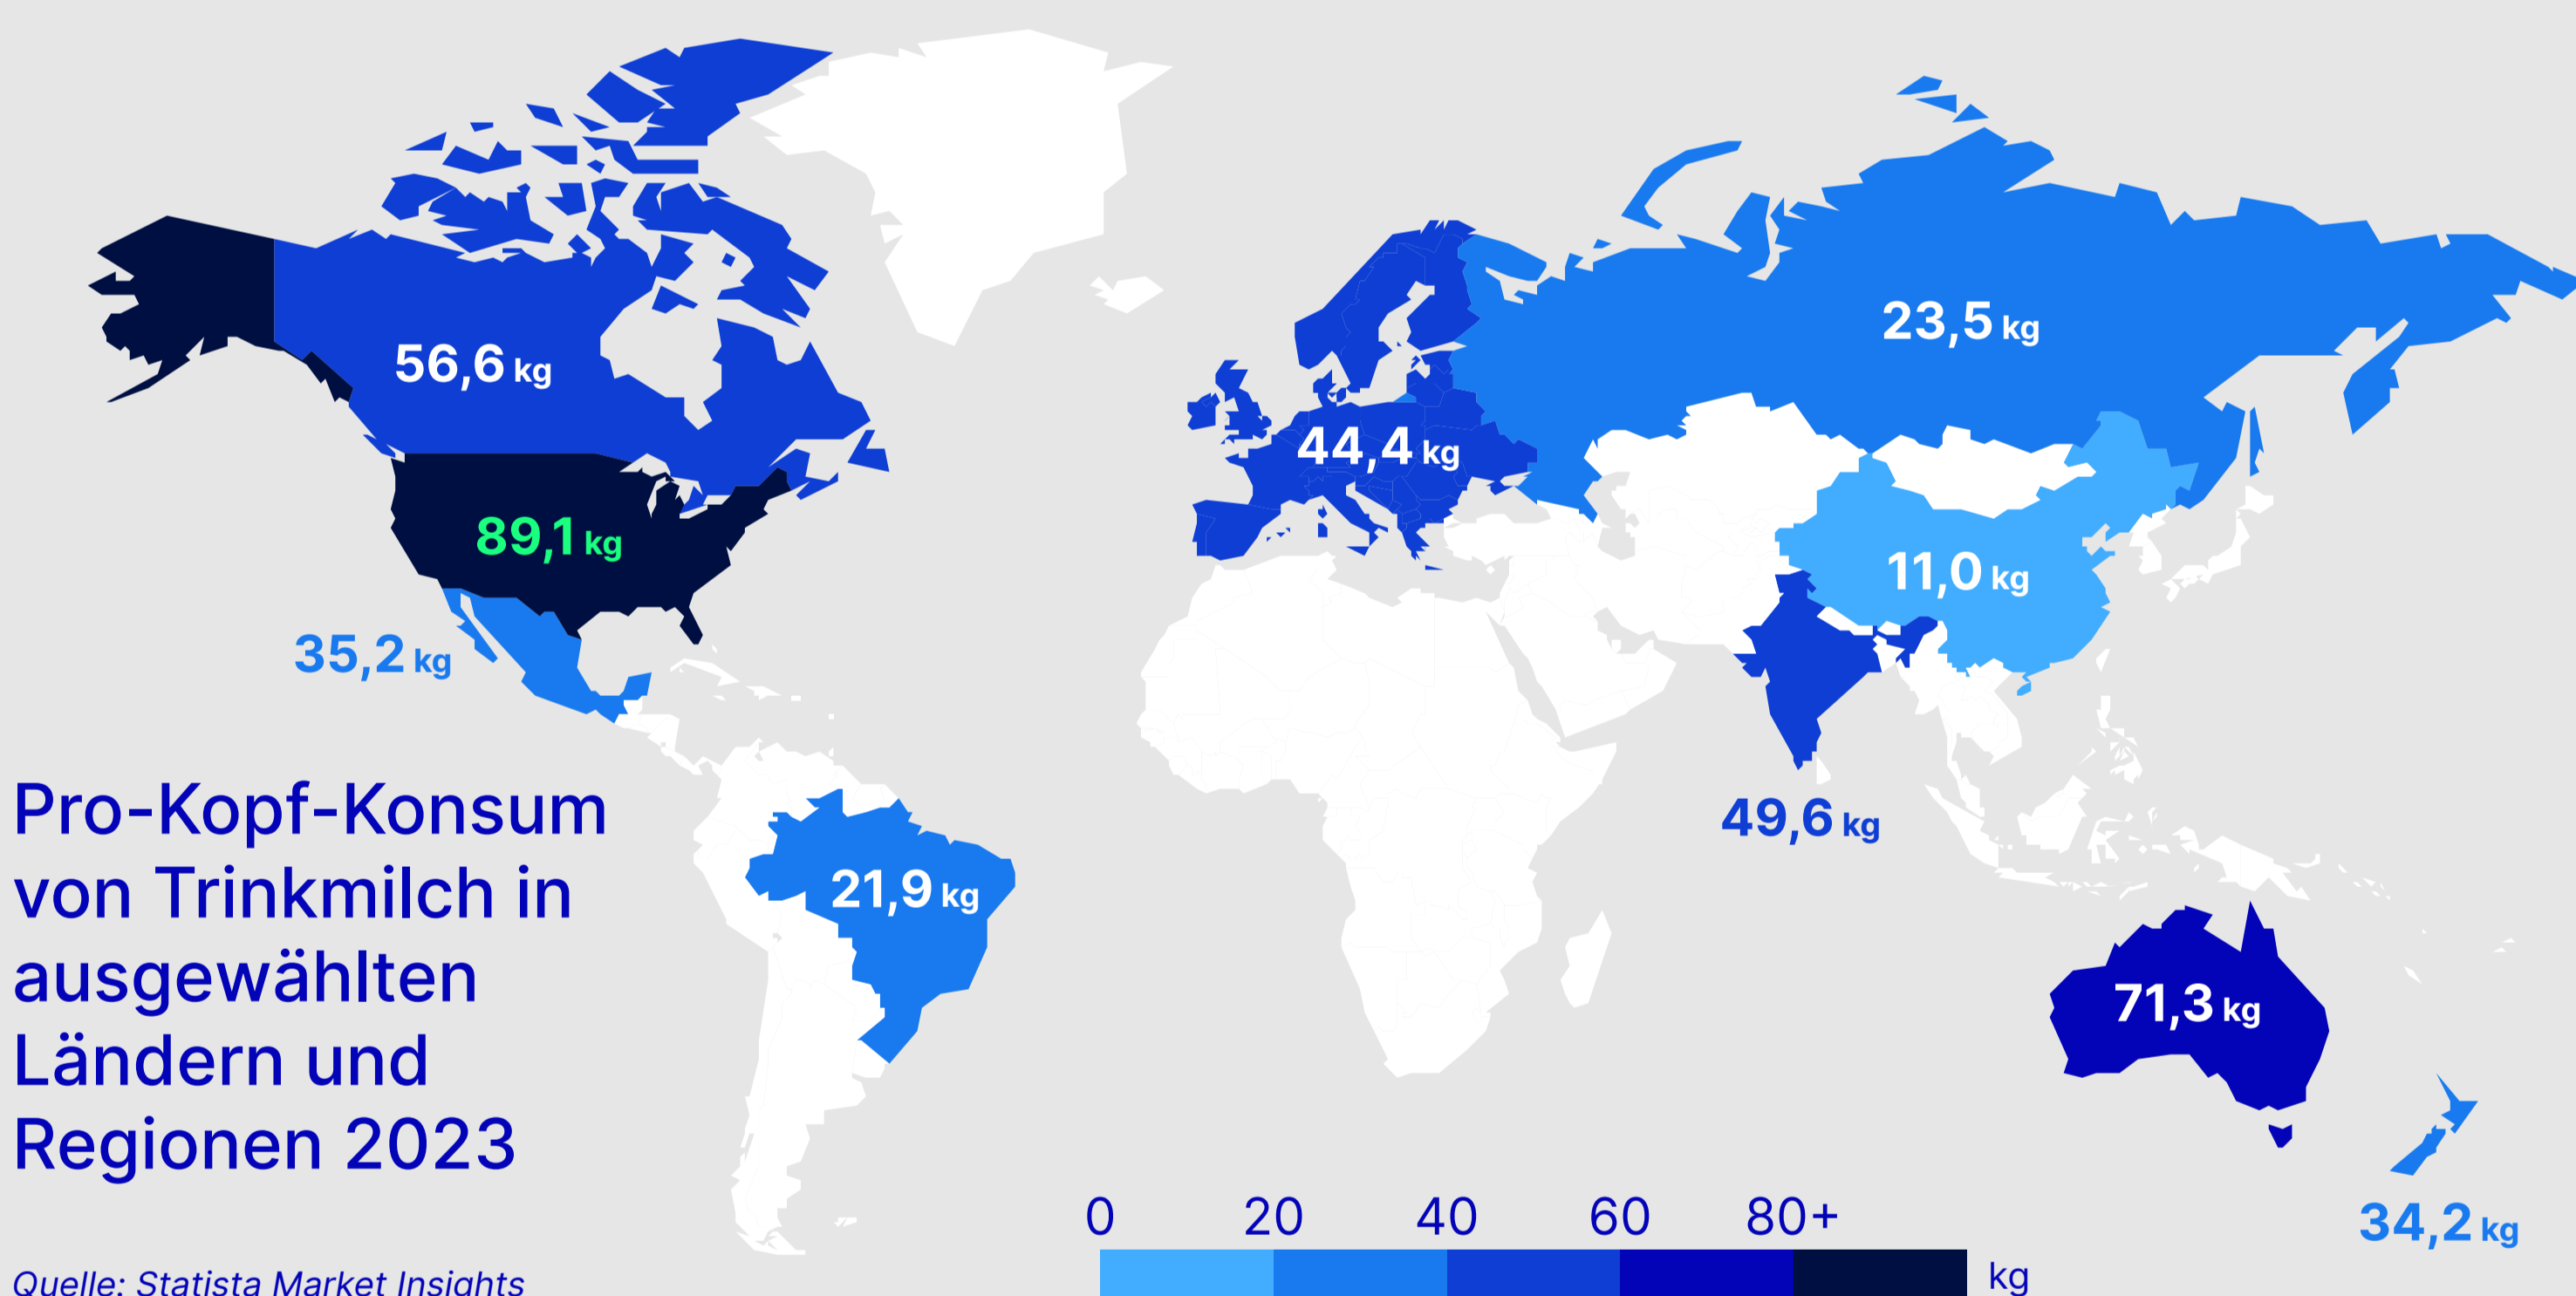 56,6 kg
23,5 kg
44,4 kg
89,1 kg
11,0 kg
35,2 kg
49,6 kg
21,9 kg
71,3 kg
34,2 kg
Pro-Kopf-Konsum
von Trinkmilch in
ausgewählten
Ländern und
Regionen 2023
Quelle: Statista Market Insights
0 20 40 60 80+
kg